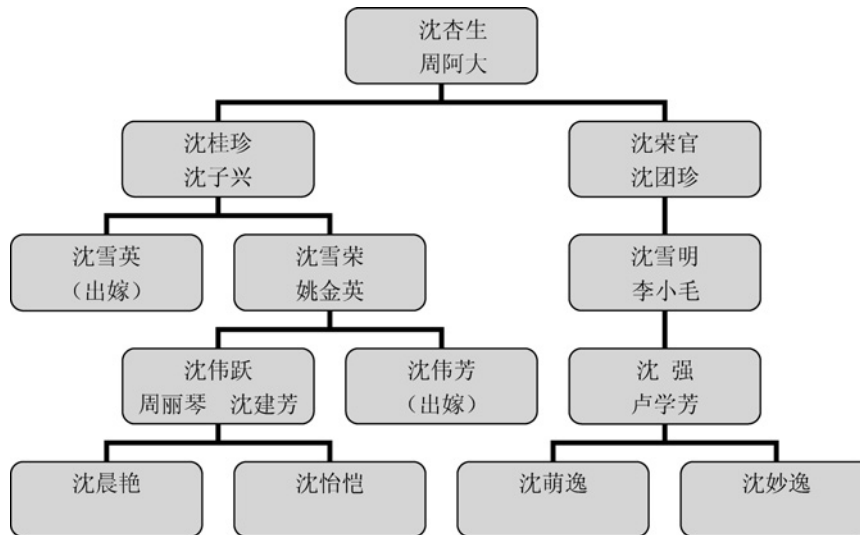 沈杏生
周阿大
沈桂珍
沈子兴
沈荣官
沈团珍
沈雪英
（出嫁）
沈雪荣
姚金英
沈雪明
李小毛
沈伟跃
周丽琴 沈建芳
沈伟芳
（出嫁）
沈 强
卢学芳
沈晨艳
沈怡恺
沈萌逸
沈妙逸